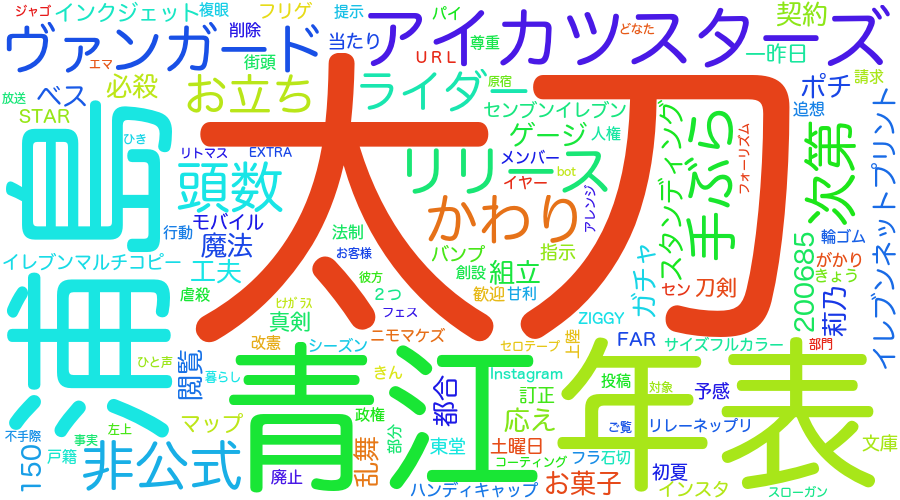 ジャゴ
インクジェット
複眼
フリゲ
提示
パイ
アイカツスターズ
どなた
契約
エマ
ヴァンガード
削除
街頭
当たり
尊重
URL
一昨日
放送
ベス
必殺
お立ち
ライダー
原宿
ポチ
請求
STAR
センブンイレブン
追想
太刀
海鳥
ひき
リトマス
EXTRA
頭数
リリース
メンバー
イヤー
ゲージ
人権
bot
アレンジ
スタンディング
手ぶら
フォーリズム
次第
イレブンネットプリント
行動
モバイル
魔法
法制
お客様
かわり
バンプ
指示
ガチャ
200685
輪ゴム
がかり
きょう
イレブンマルチコピー
工夫
虐殺
彼方
2つ
創設
組立
歓迎
甘利
セン
刀剣
莉乃
ヒナガラス
フェス
真剣
ニモマケズ
ZIGGY
FAR
改憲
シーズン
セロテープ
上座
サイズフルカラー
部門
ひと声
閲覧
暮らし
きん
Instagram
投稿
対象
予感
青江
年表
都合
訂正
マップ
政権
応え
ご覧
リレーネップリ
不手際
事実
左上
戸籍
150
非公式
廃止
乱舞
部分
東堂
土曜日
コーティング
フラ
石切
文庫
ハンディキャップ
お菓子
初夏
インスタ
スローガン